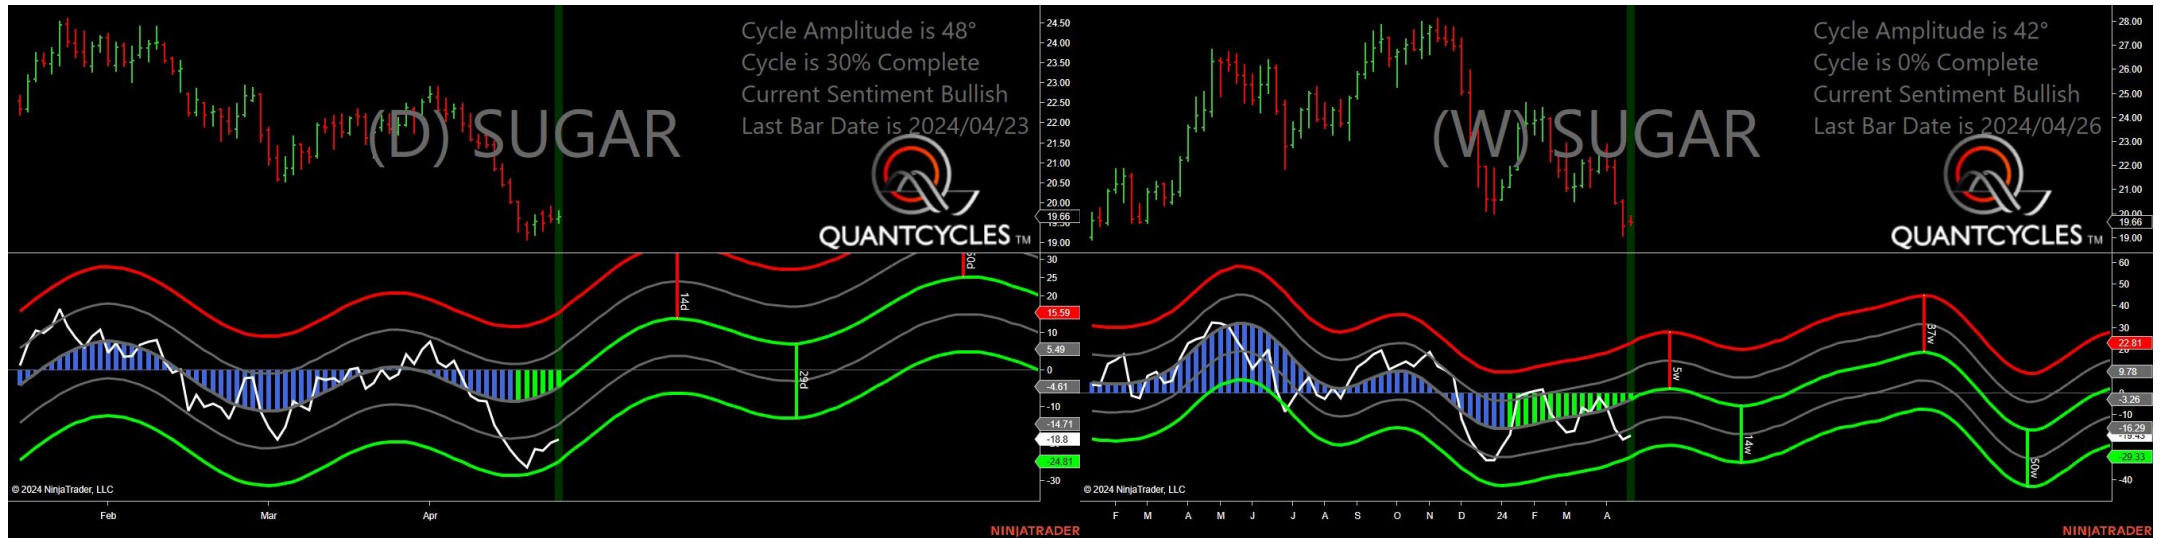 Cycle Amplitude is 48°
Cycle is 30% Complete
Current Sentiment Bullish
Last Bar Date is 2024/04/23
(D) SUGAR
QUANTCYCLES TM
24.50
24.00
23.50
23.00
22.50
22.00
21.50
21.00
20.50
20.00
19.66
19.00
30
25
20
15.59
10
5.49
0
-4.61
-10
-14.71
-18.8
-24.81
-30
14d
29d
50d
© 2024 NinjaTrader, LLC
Feb
Mar
Apr
NINJATRADER
Cycle Amplitude is 42°
Cycle is 0% Complete
Current Sentiment Bullish
Last Bar Date is 2024/04/26
(W) SUGAR
QUANTCYCLES TM
28.00
27.00
26.00
25.00
24.00
23.00
22.00
21.00
20.00
19.66
19.00
60
50
40
30
22.81
20
9.78
0
-3.26
-10
-16.29
-19.43
-29.33
-40
5w
14w
37w
50w
© 2024 NinjaTrader, LLC
F M A M J J A S O N D 24 F M A
NINJATRADER